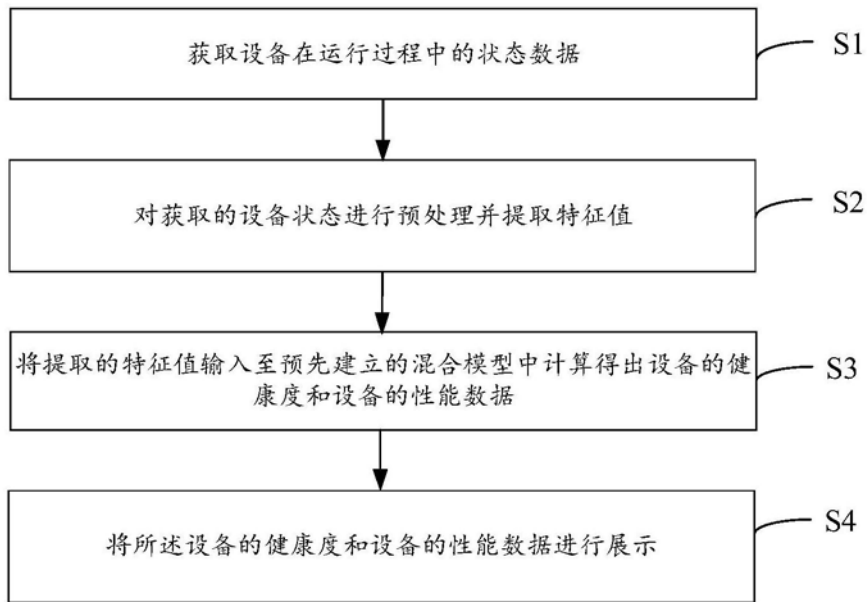 获取设备在运行过程中的状态数据
S1
对获取的设备状态进行预处理并提取特征值
S2
将提取的特征值输入至预先建立的混合模型中计算得出设备的健
康度和设备的性能数据
S3
将所述设备的健康度和设备的性能数据进行展示
S4